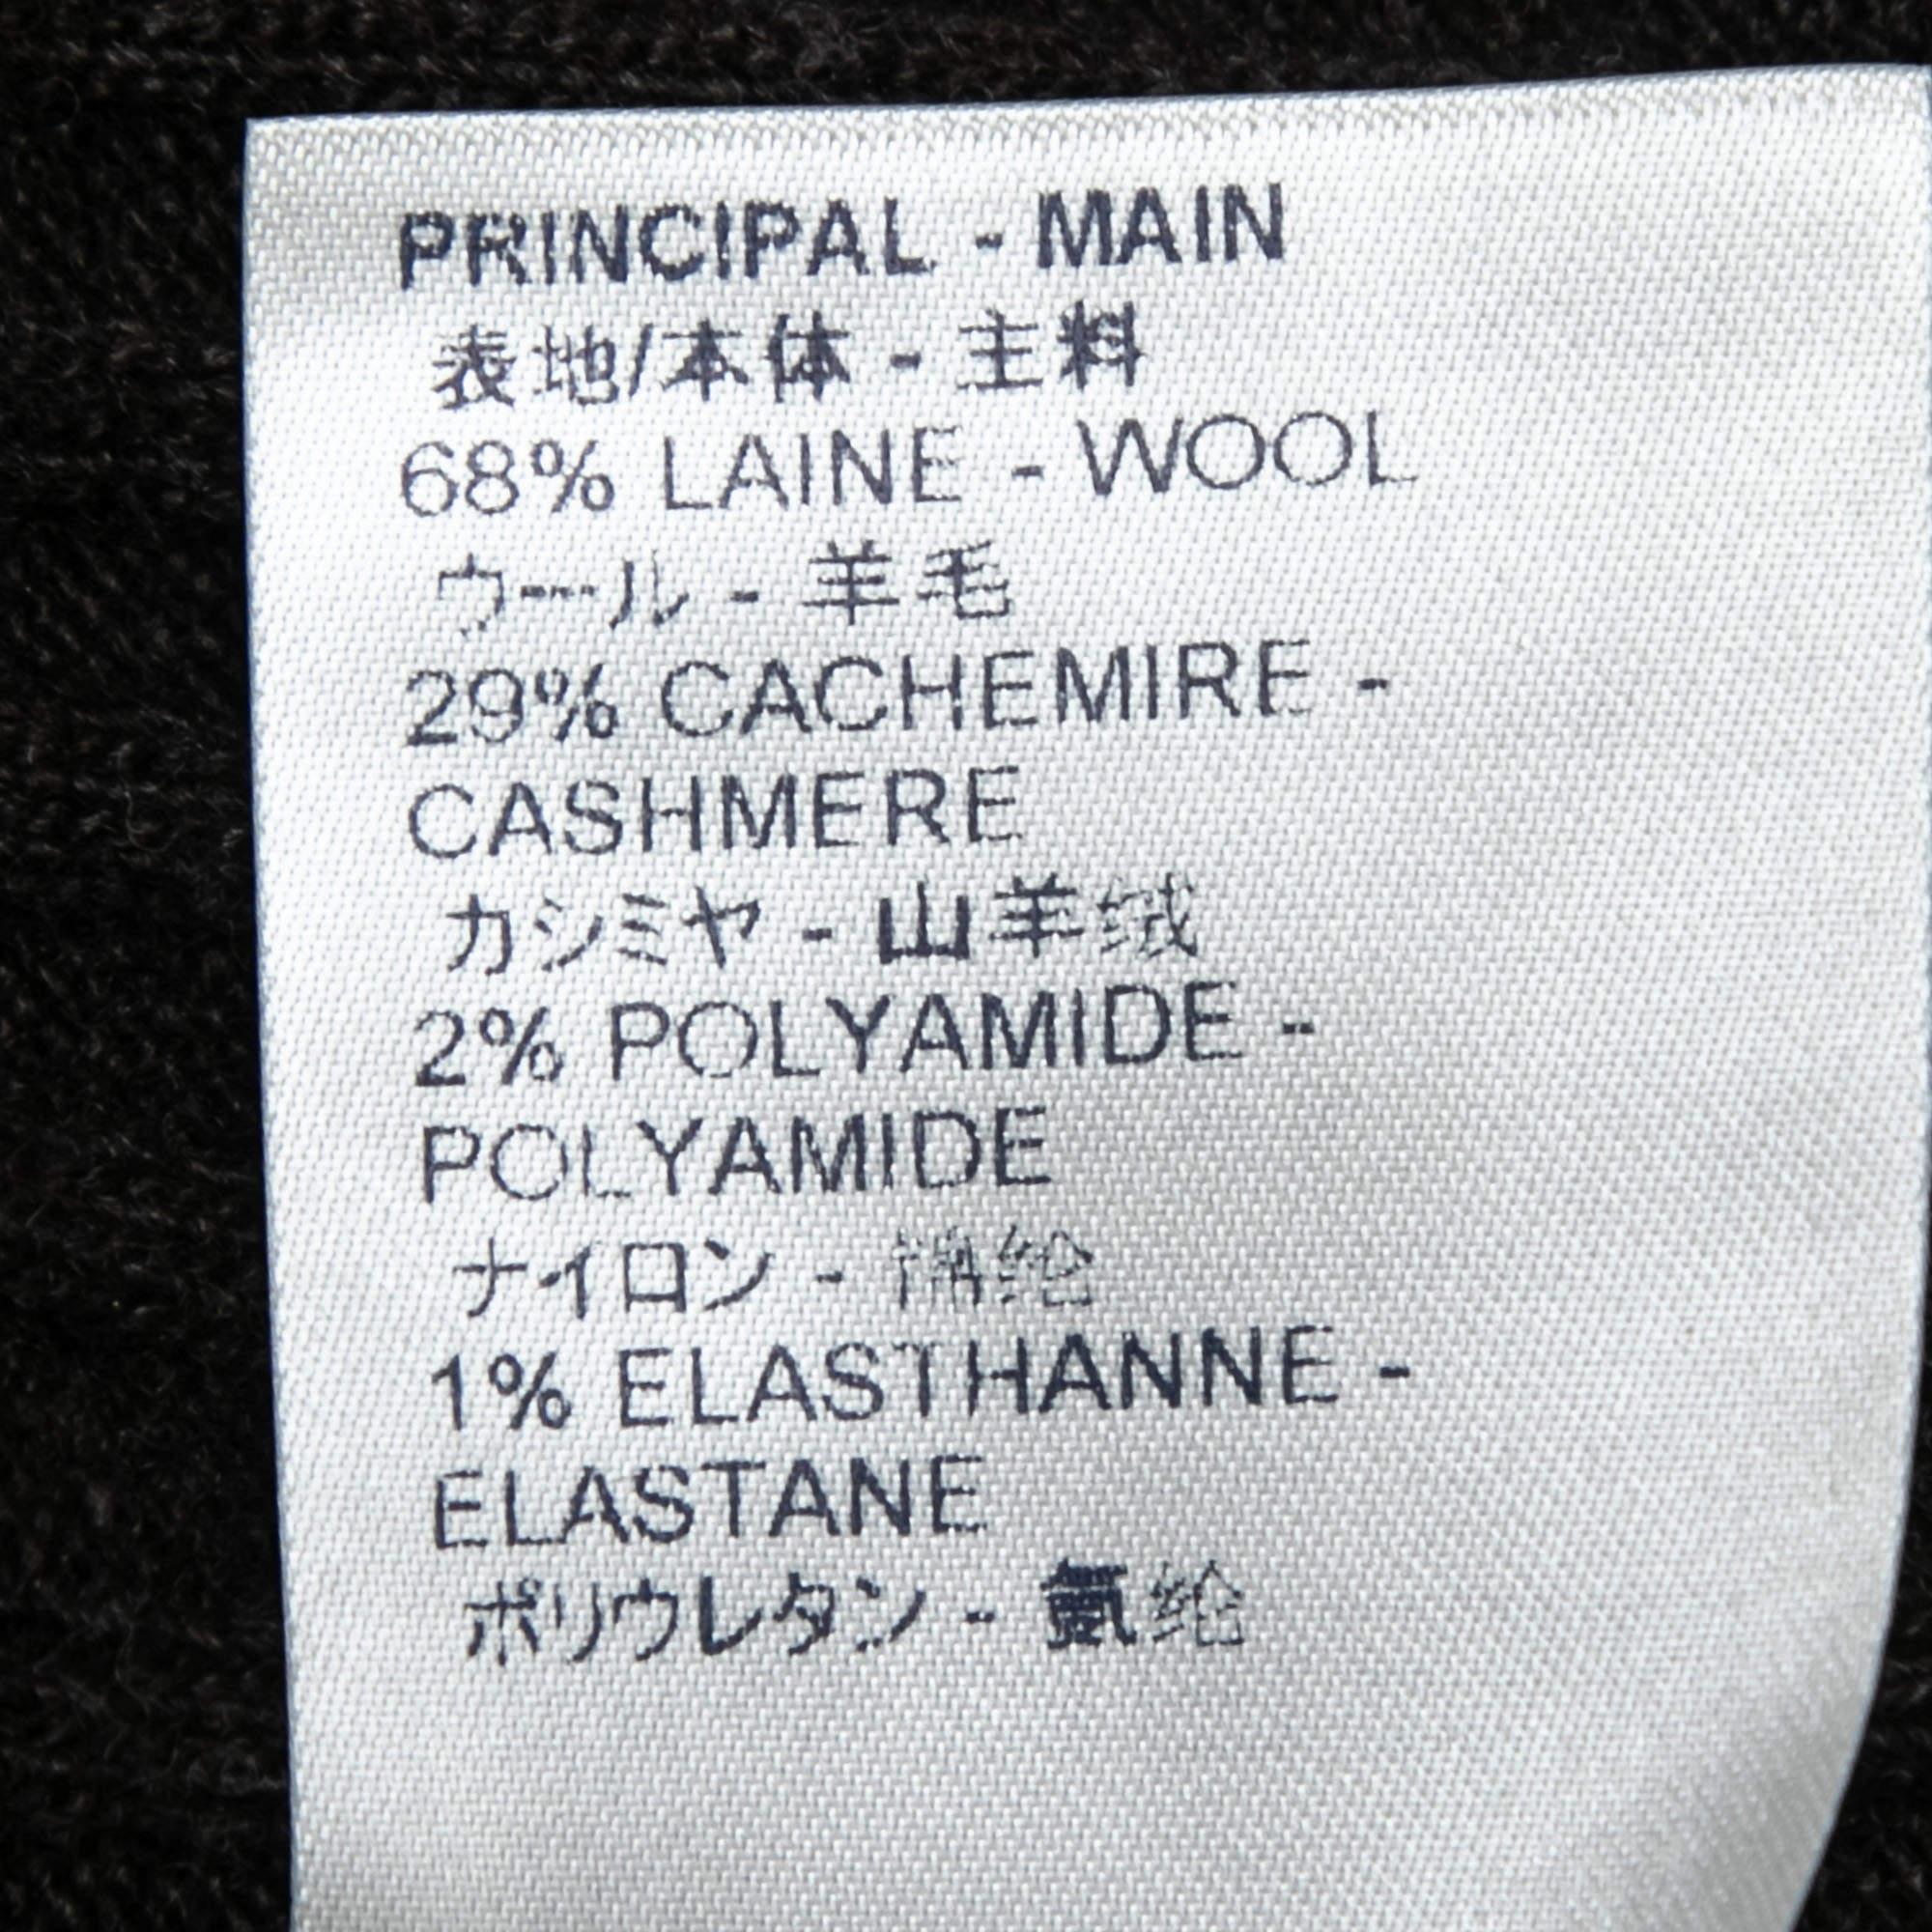 PRINCIPAL - MAIN
表地/本体 - 主料
68% LAINE - WOOL
ウール - 羊毛
29% CACHEMIRE -
CASHMERE
カシミヤ - 山羊绒
2% POLYAMIDE -
POLYAMIDE
ナイロン - 锦纶
1% ELASTHANNE -
ELASTANE
ポリウレタン - 氨纶